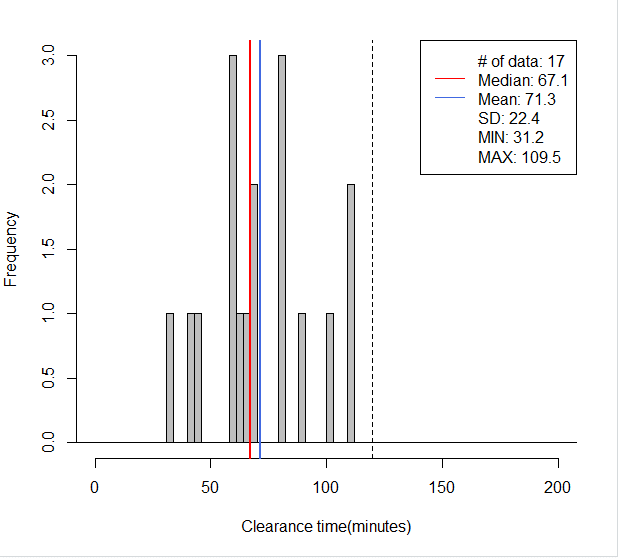 # of data: 17
Median: 67.1
Mean: 71.3
SD: 22.4
MIN: 31.2
MAX: 109.5
Frequency
3.0
2.5
2.0
1.5
1.0
0.5
0.0
0 50 100 150 200
Clearance time(minutes)